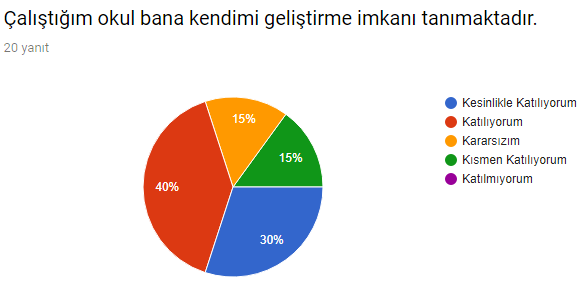 Çalıştığım okul bana kendimi geliştirme imkanı tanımaktadır.
20 yanıt
15%
15%
40%
30%
Kesinlikle Katılıyorum
Katılıyorum
Kararsızım
Kısmen Katılıyorum
Katılmıyorum